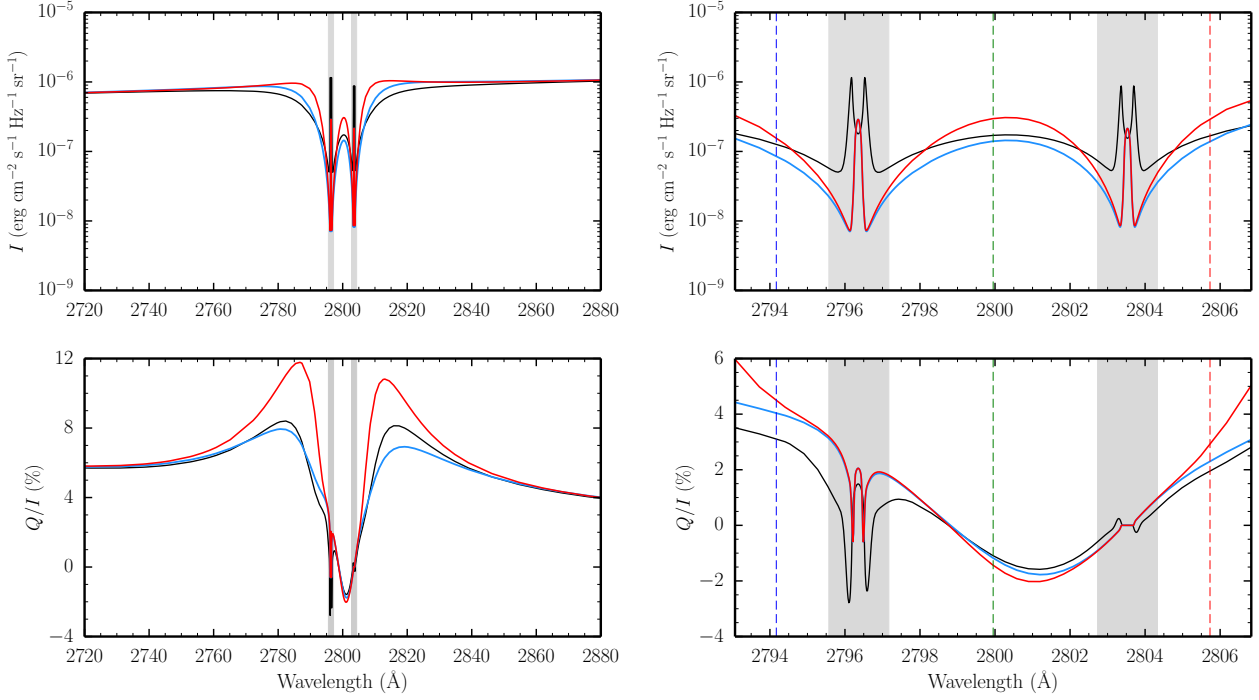 10⁻⁵
10⁻⁶
10⁻⁷
10⁻⁸
10⁻⁹
I (erg cm⁻² s⁻¹ Hz⁻¹ sr⁻¹)
2720 2740 2760 2780 2800 2820 2840 2860 2880
10⁻⁵
10⁻⁶
10⁻⁷
10⁻⁸
10⁻⁹
I (erg cm⁻² s⁻¹ Hz⁻¹ sr⁻¹)
2794 2796 2798 2800 2802 2804 2806
12
8
4
0
−4
Q/I (%)
2720 2740 2760 2780 2800 2820 2840 2860 2880
Wavelength (Å)
6
4
2
0
−2
−4
Q/I (%)
2794 2796 2798 2800 2802 2804 2806
Wavelength (Å)